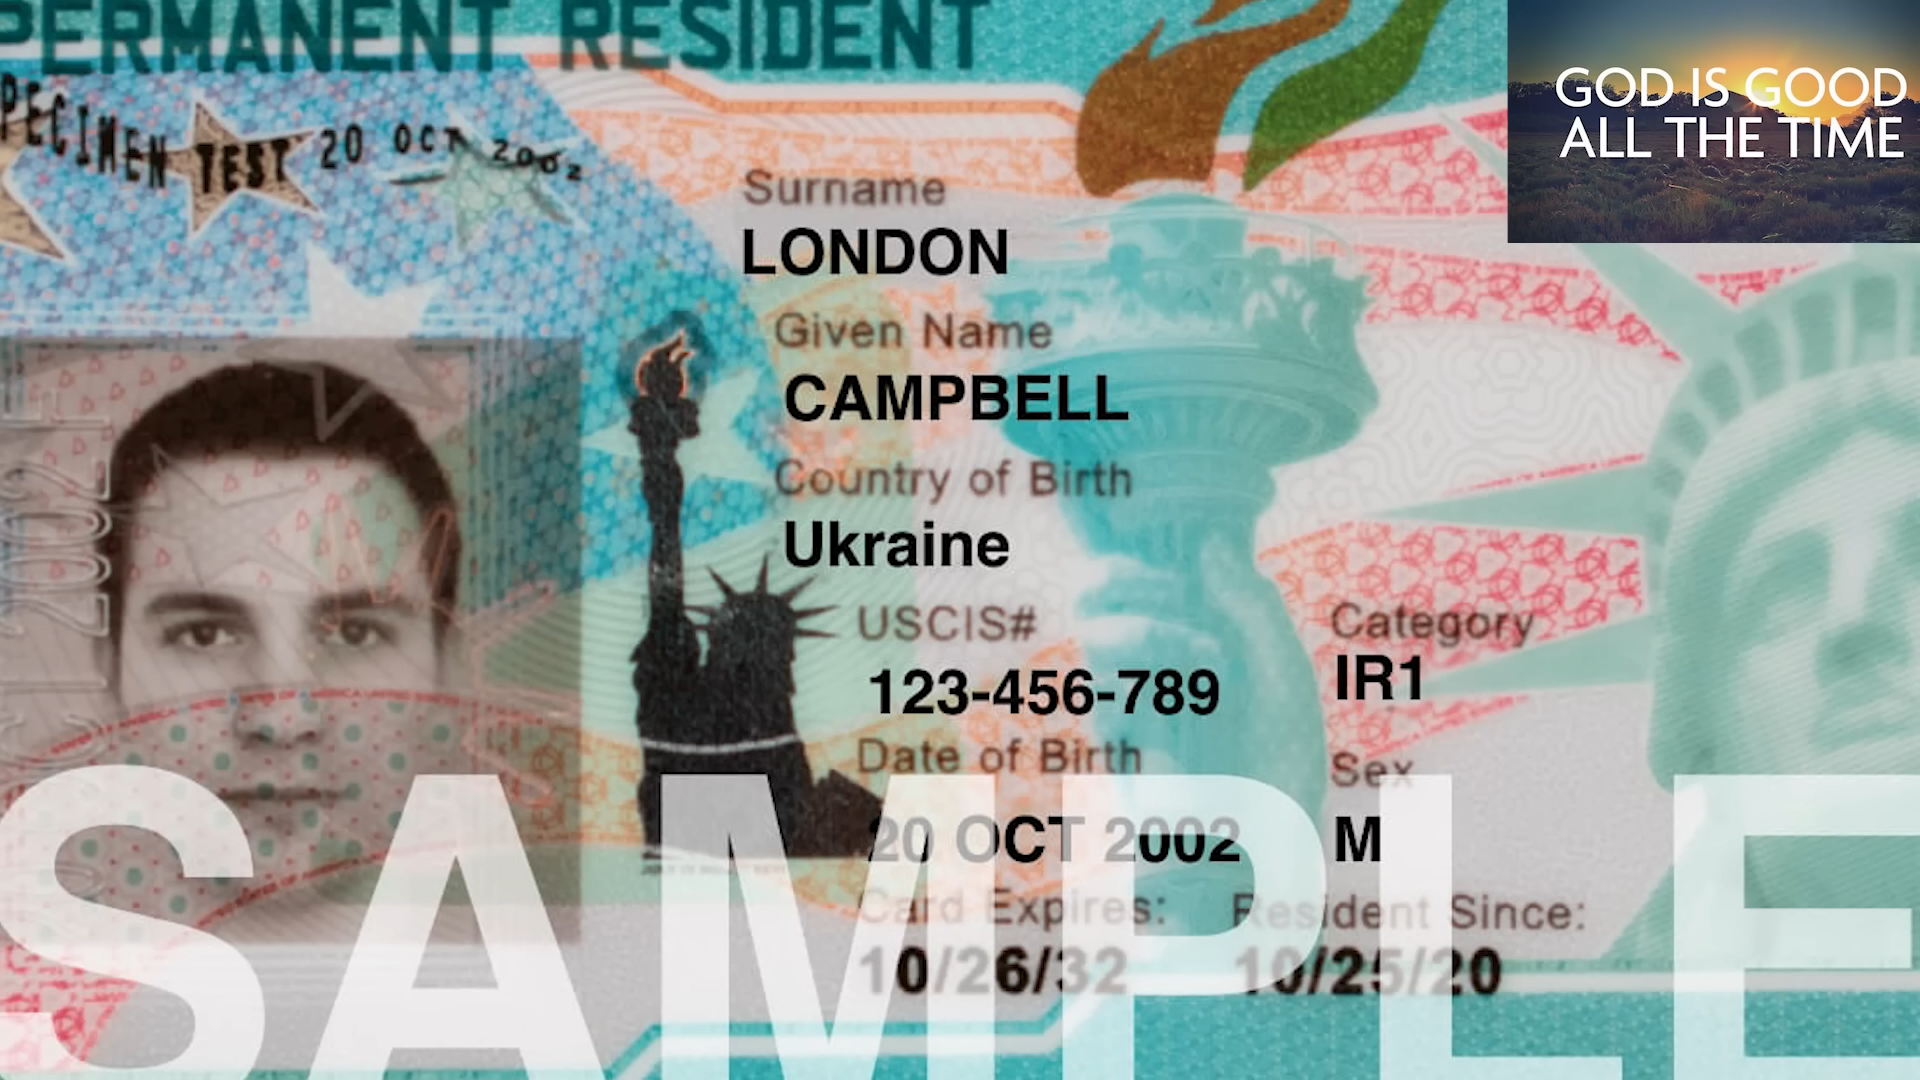 PERMANENT RESIDENT
GOD IS GOOD
ALL THE TIME
PECIMEN TEST 20 OCT 2002
Surname
LONDON
Given Name
CAMPBELL
Country of Birth
Ukraine
USCIS#
Category
123-456-789
IR1
Date of Birth
Sex
20 OCT 2002
M
Card Expires:
Resident Since:
10/26/32
10/25/20
SAMPLE